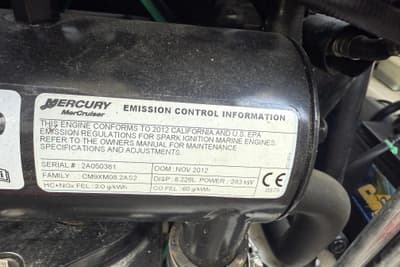 MERCURY EMISSION CONTROL INFORMATION
MerCruiser
THIS ENGINE CONFORMS TO 2012 CALIFORNIA AND U.S. EPA
EMISSION REGULATIONS FOR SPARK IGNITION MARINE ENGINES.
REFER TO THE OWNERS MANUAL FOR MAINTENANCE
SPECIFICATIONS AND ADJUSTMENTS.
SERIAL#: 2A050361 DOM: NOV 2012
FAMILY CM9XM08.2AS2 DISP: 8.226L POWER: 283 kW
HC+NOx FEL: 2.0 g/kWh CO FEL: 60 g/kWh
CE